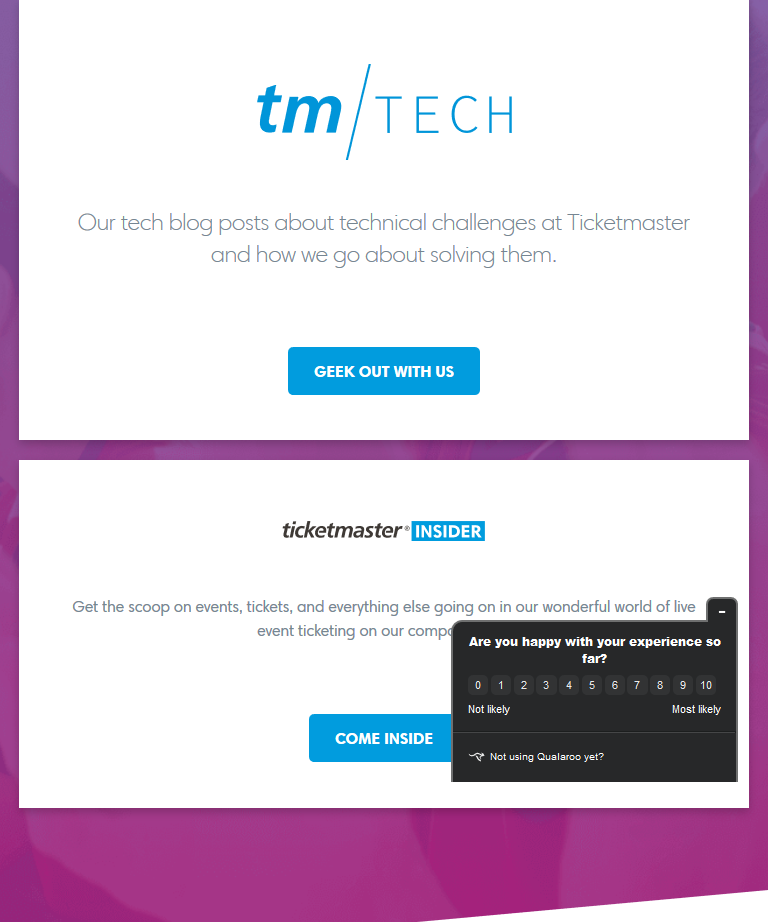 tm/TECH
Our tech blog posts about technical challenges at Ticketmaster
and how we go about solving them.
GEEK OUT WITH US
ticketmaster® INSIDER
Get the scoop on events, tickets, and everything else going on in our wonderful world of live
event ticketing on our
COME INSIDE
–
Are you happy with your experience so
far?
0 1 2 3 4 5 6 7 8 9 10
Not likely Most likely
Not using Qualaroo yet?